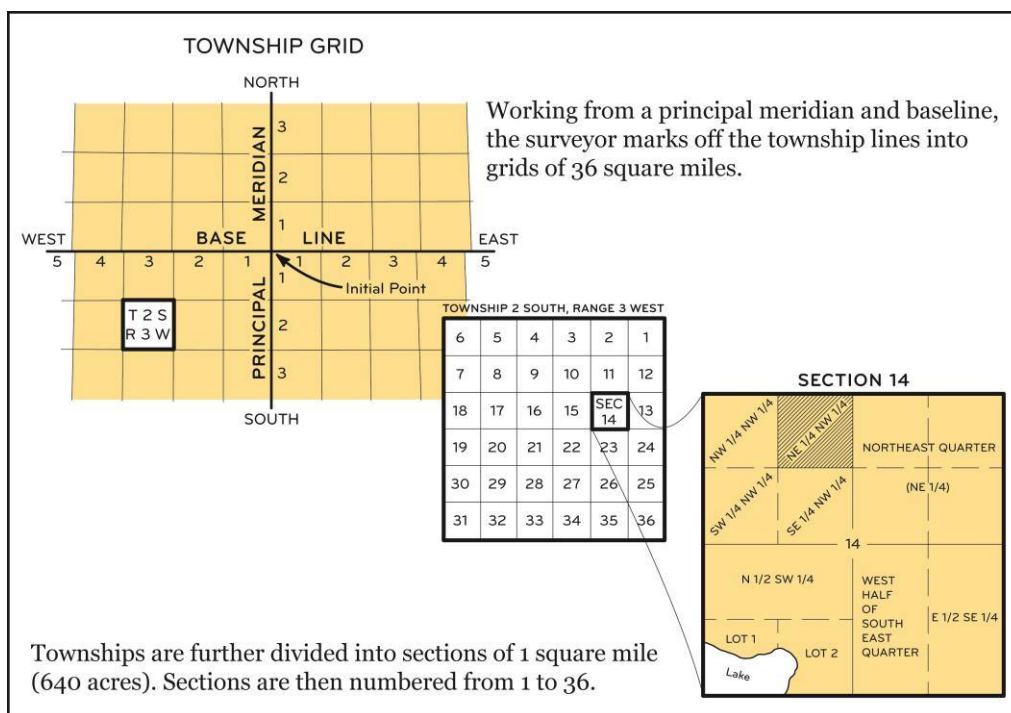 TOWNSHIP GRID
NORTH
Working from a principal meridian and baseline,
the surveyor marks off the township lines into
grids of 36 square miles.
MERIDIAN
3
2
1
WEST
BASE LINE
EAST
5 4 3 2 1 1 2 3 4 5
Initial Point
PRINCIPAL
1
2
3
T 2 S
R 3 W
SOUTH
TOWNSHIP 2 SOUTH, RANGE 3 WEST
6 5 4 3 2 1
7 8 9 10 11 12
18 17 16 15 SEC 14 13
19 20 21 22 23 24
30 29 28 27 26 25
31 32 33 34 35 36
SECTION 14
NW 1/4 NW 1/4
NE 1/4 NW 1/4
NORTHEAST QUARTER
(NE 1/4)
SW 1/4 NW 1/4
SE 1/4 NW 1/4
14
N 1/2 SW 1/4
WEST
HALF
OF
SOUTH
EAST
QUARTER
E 1/2 SE 1/4
LOT 1
LOT 2
Lake
Townships are further divided into sections of 1 square mile
(640 acres). Sections are then numbered from 1 to 36.